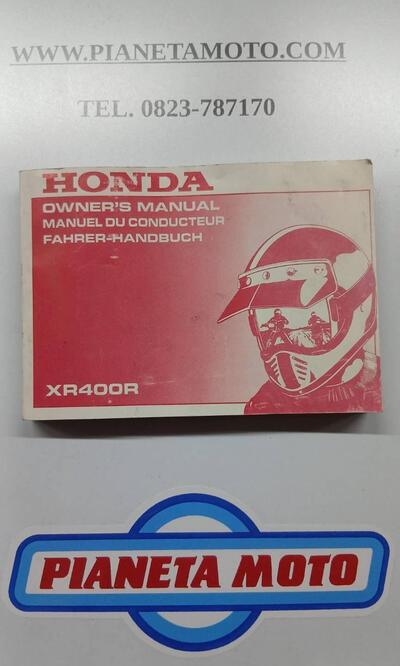 WWW.PIANETAMOTO.COM
TEL. 0823-787170
HONDA
OWNER'S MANUAL
MANUEL DU CONDUCTEUR
FAHRER-HANDBUCH
XR400R
PIANETA MOTO